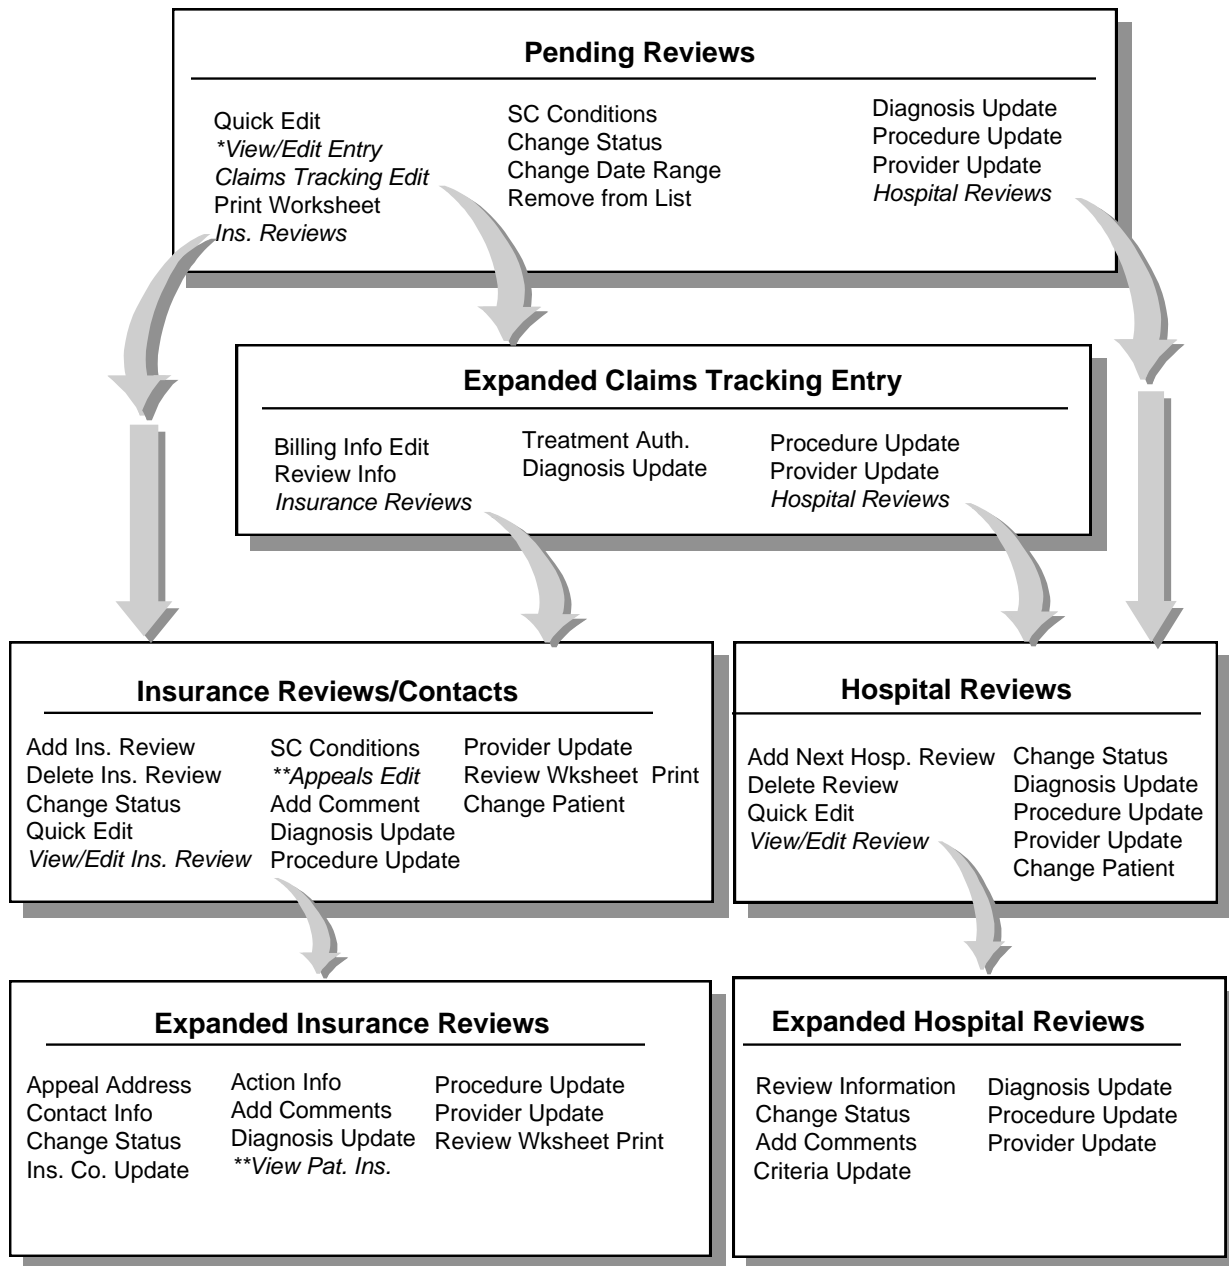 Pending Reviews
Quick Edit
*View/Edit Entry
Claims Tracking Edit
Print Worksheet
Ins. Reviews
SC Conditions
Change Status
Change Date Range
Remove from List
Diagnosis Update
Procedure Update
Provider Update
Hospital Reviews
Expanded Claims Tracking Entry
Billing Info Edit
Review Info
Insurance Reviews
Treatment Auth.
Diagnosis Update
Procedure Update
Provider Update
Hospital Reviews
Insurance Reviews/Contacts
Add Ins. Review
Delete Ins. Review
Change Status
Quick Edit
View/Edit Ins. Review
SC Conditions
**Appeals Edit
Add Comment
Diagnosis Update
Procedure Update
Provider Update
Review Wksheet Print
Change Patient
Hospital Reviews
Add Next Hosp. Review
Delete Review
Quick Edit
View/Edit Review
Change Status
Diagnosis Update
Procedure Update
Provider Update
Change Patient
Expanded Insurance Reviews
Appeal Address
Contact Info
Change Status
Ins. Co. Update
Action Info
Add Comments
Diagnosis Update
**View Pat. Ins.
Procedure Update
Provider Update
Review Wksheet Print
Expanded Hospital Reviews
Review Information
Change Status
Add Comments
Criteria Update
Diagnosis Update
Procedure Update
Provider Update